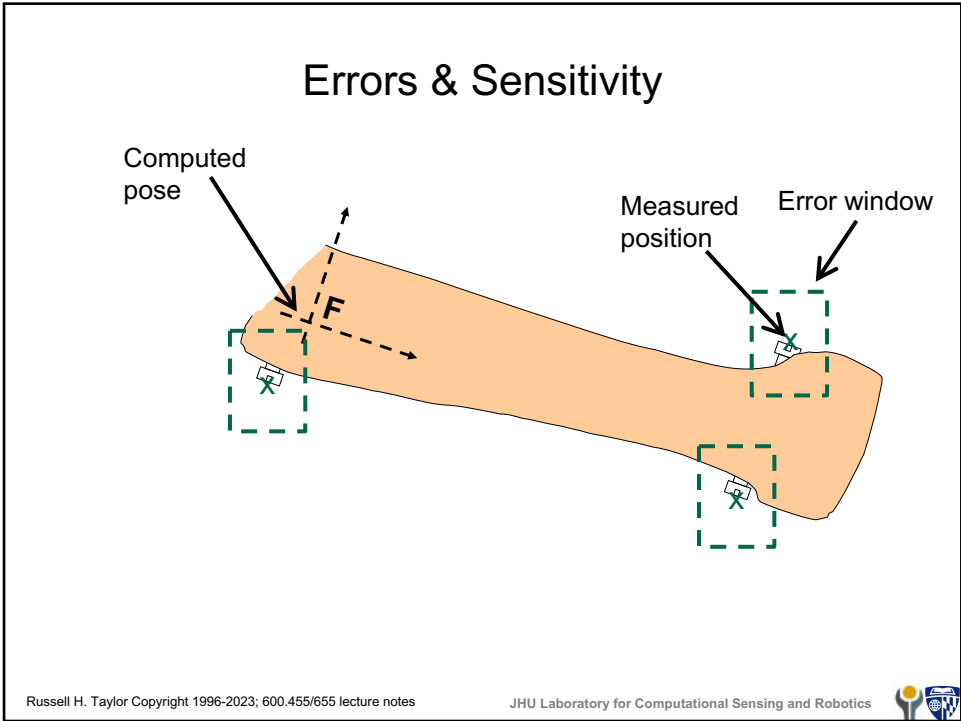 Errors & Sensitivity
Computed
pose
Measured
position
Error window
F
x
x
x
Russell H. Taylor Copyright 1996-2023; 600.455/655 lecture notes
JHU Laboratory for Computational Sensing and Robotics